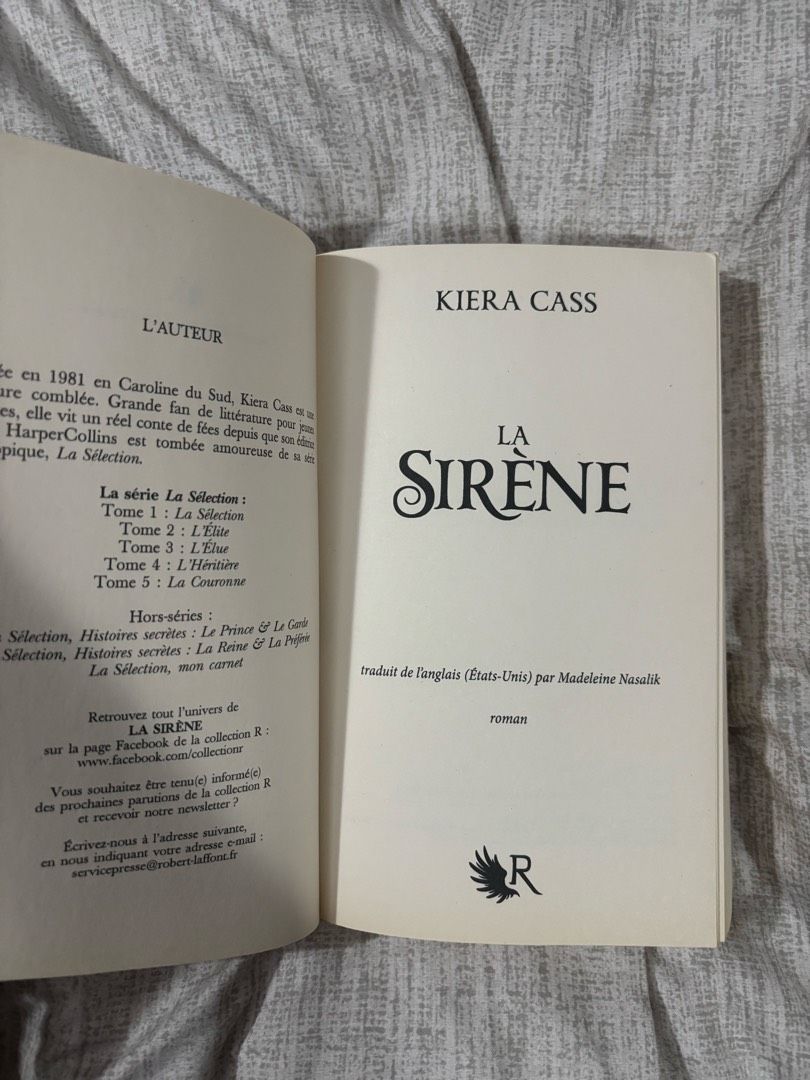 L'AUTEUR
en 1981 en Caroline du Sud, Kiera Cass est une
comblée. Grande fan de littérature pour jeunes
elle vit un réel conte de fées depuis que son éditrice
HarperCollins est tombée amoureuse de sa série
La Sélection.
La série La Sélection :
Tome 1 : La Sélection
Tome 2 : L'Élite
Tome 3 : L'Élue
Tome 4 : L'Héritière
Tome 5 : La Couronne
Hors-séries :
Sélection, Histoires secrètes : Le Prince & Le Garde
Sélection, Histoires secrètes : La Reine & La Préférée
La Sélection, mon carnet
Retrouvez tout l'univers de
LA SIRÈNE
sur la page Facebook de la collection R :
www.facebook.com/collectionr
Vous souhaitez être tenu(e) informé(e)
des prochaines parutions de la collection R
et recevoir notre newsletter ?
Écrivez-nous à l'adresse suivante,
en nous indiquant votre adresse e-mail :
servicepresse@robert-laffont.fr
KIERA CASS
LA
SIRÈNE
traduit de l'anglais (États-Unis) par Madeleine Nasalik
roman
R